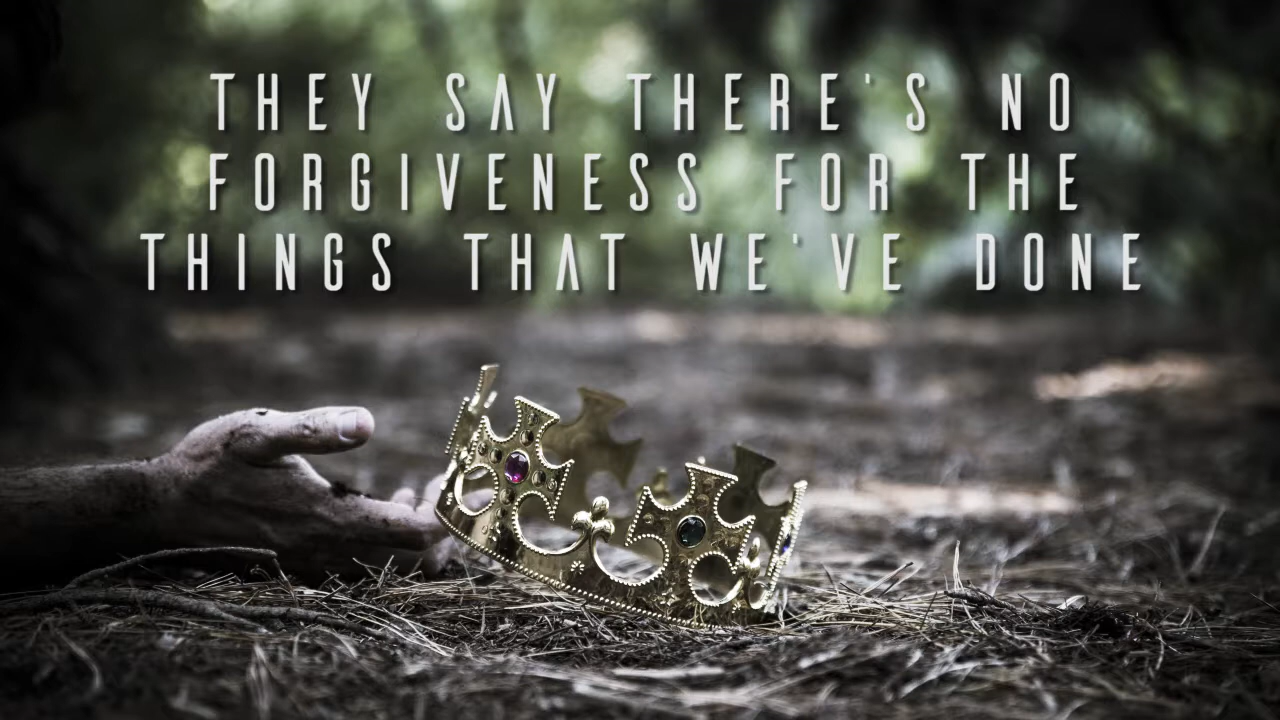 THEY SAY THERE'S NO
FORGIVENESS FOR THE
THINGS THAT WE'VE DONE